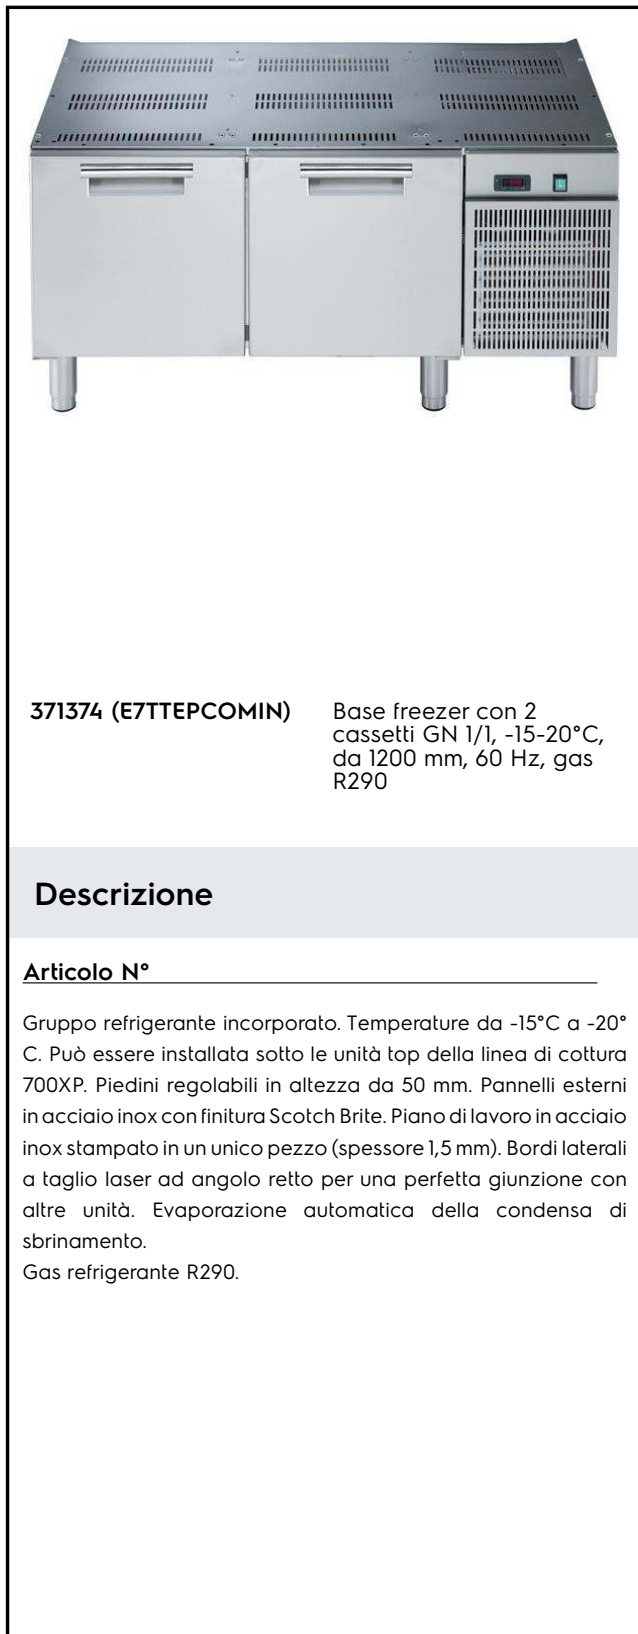 371374 (E7TTEPCOMIN)
Base freezer con 2
cassetti GN 1/1, -15-20°C,
da 1200 mm, 60 Hz, gas
R290
Descrizione
Articolo N°
Gruppo refrigerante incorporato. Temperature da -15°C a -20°
C. Può essere installata sotto le unità top della linea di cottura
700XP. Piedini regolabili in altezza da 50 mm. Pannelli esterni
in acciaio inox con finitura Scotch Brite. Piano di lavoro in acciaio
inox stampato in un unico pezzo (spessore 1,5 mm). Bordi laterali
a taglio laser ad angolo retto per una perfetta giunzione con
altre unità. Evaporazione automatica della condensa di
sbrinamento.
Gas refrigerante R290.